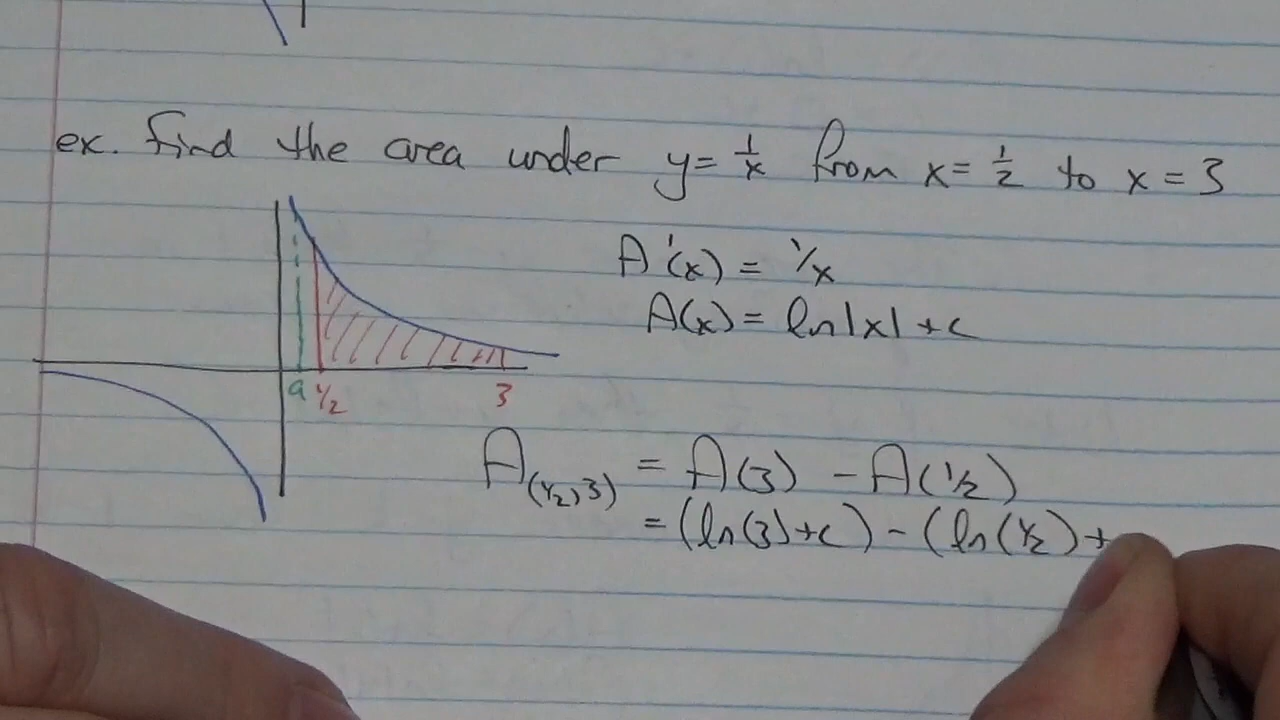 ex. find the area under y = 1/x from x = 1/2 to x = 3
A'(x) = 1/x
A(x) = ln|x| + c
a 1/2 3
A(1/2, 3) = A(3) - A(1/2)
= (ln(3) + c) - (ln(1/2) +